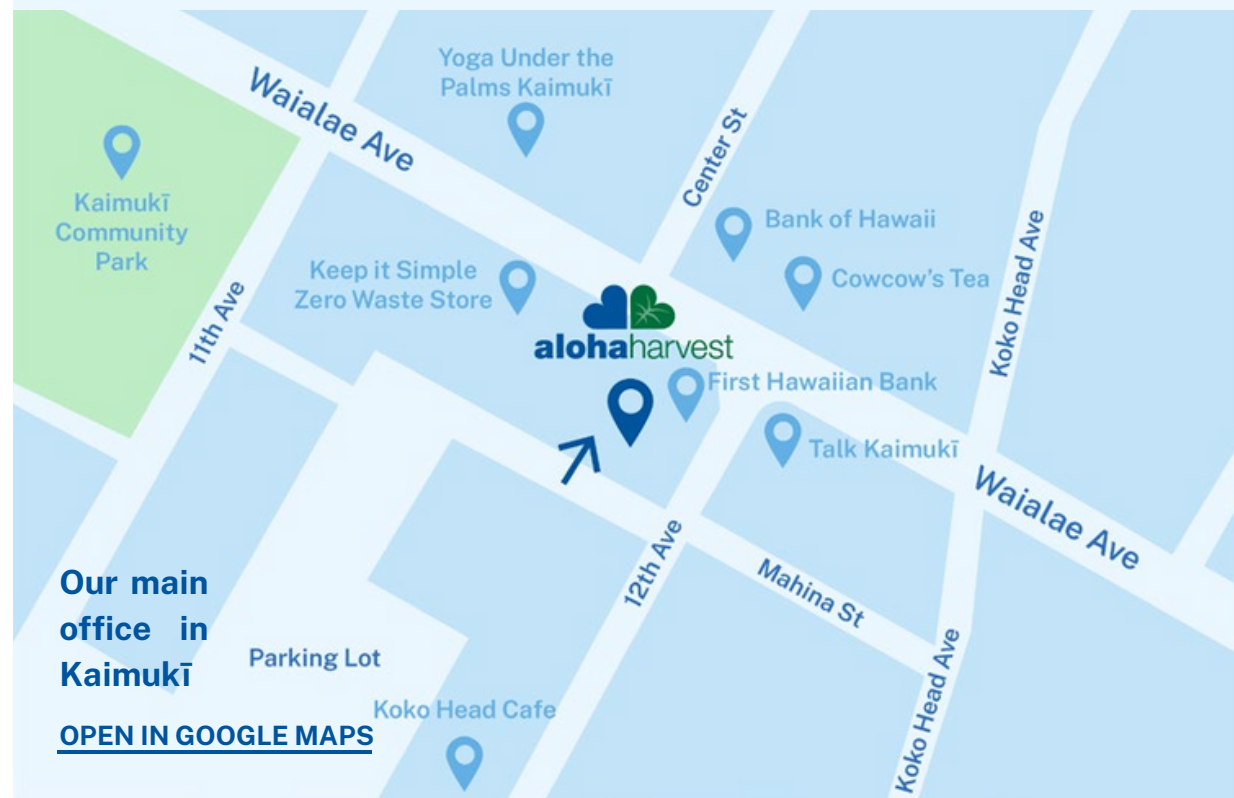 Yoga Under the
Palms Kaimukī
Waialae Ave
Center St
Kaimukī
Community
Park
Bank of Hawaii
Koko Head Ave
Keep it Simple
Zero Waste Store
Cowcow's Tea
11th Ave
alohaharvest
First Hawaiian Bank
Talk Kaimukī
Waialae Ave
12th Ave
Mahina St
Our main
office in
Kaimukī
Parking Lot
Koko Head Ave
Koko Head Cafe
OPEN IN GOOGLE MAPS